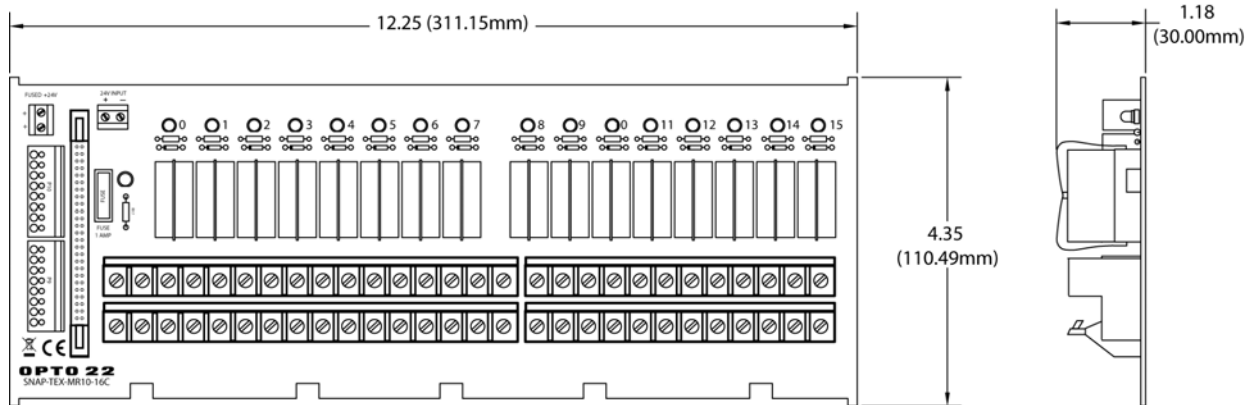 12.25 (311.15mm)
1.18
(30.00mm)
FUSED +24V
24V INPUT
+ −
+
+
0 1 2 3 4 5 6 7 8 9 0 11 12 13 14 15
FUSE
FUSE
1 AMP
4.35
(110.49mm)
CE
OPTO 22
SNAP-TEX-MR10-16C